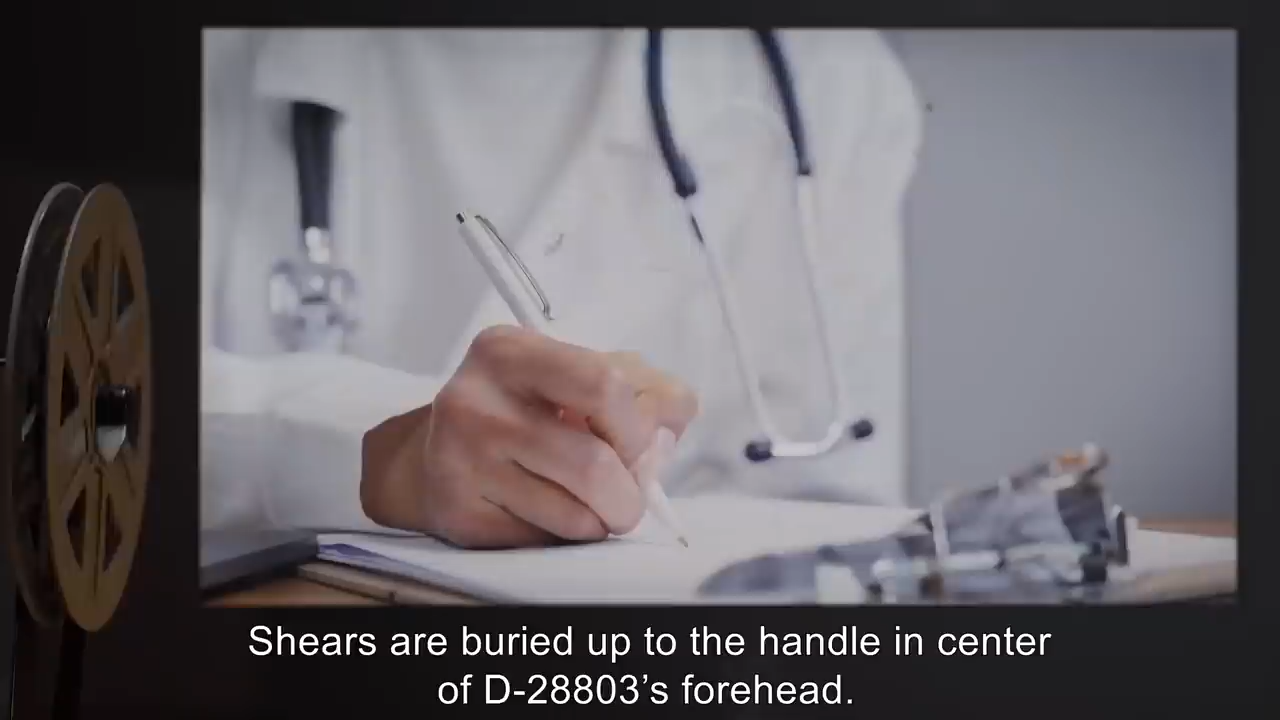 Shears are buried up to the handle in center
of D-28803’s forehead.